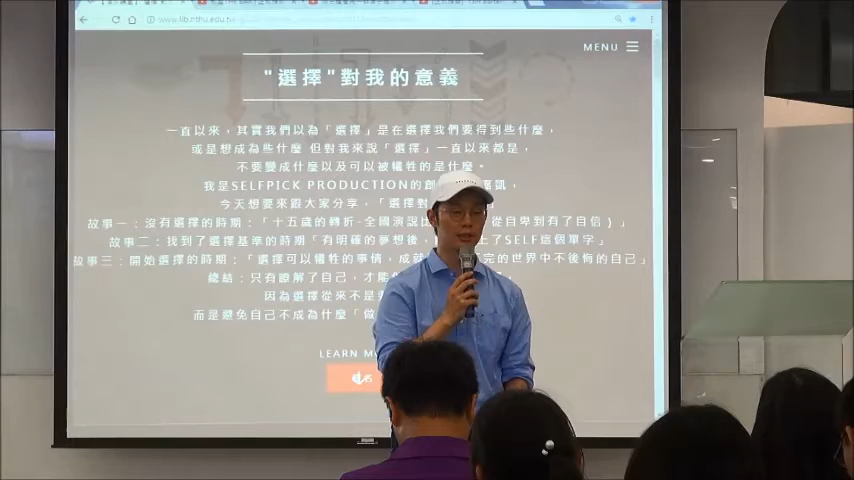 www.lib.nthu.edu.tw
MENU
"選擇"對我的意義
一直以來，其實我們以為「選擇」是在選擇我們要得到些什麼，
或是想成為些什麼 但對我來說「選擇」一直以來都是，
不要變成什麼以及可以被犧牲的是什麼。
我是SELFPICK PRODUCTION的創 凱，
今天想要來跟大家分享，「選擇對
故事一：沒有選擇的時期：「十五歲的轉折-全國演說比 從自卑到有了自信）」
故事二：找到了選擇基準的時期「有明確的夢想後， 上了SELF這個單字」
故事三：開始選擇的時期：「選擇可以犧牲的事情，成就 不完的世界中不後悔的自己」
總結：只有瞭解了自己，才能
因為選擇從來不是
而是避免自己不成為什麼「做
LEARN M